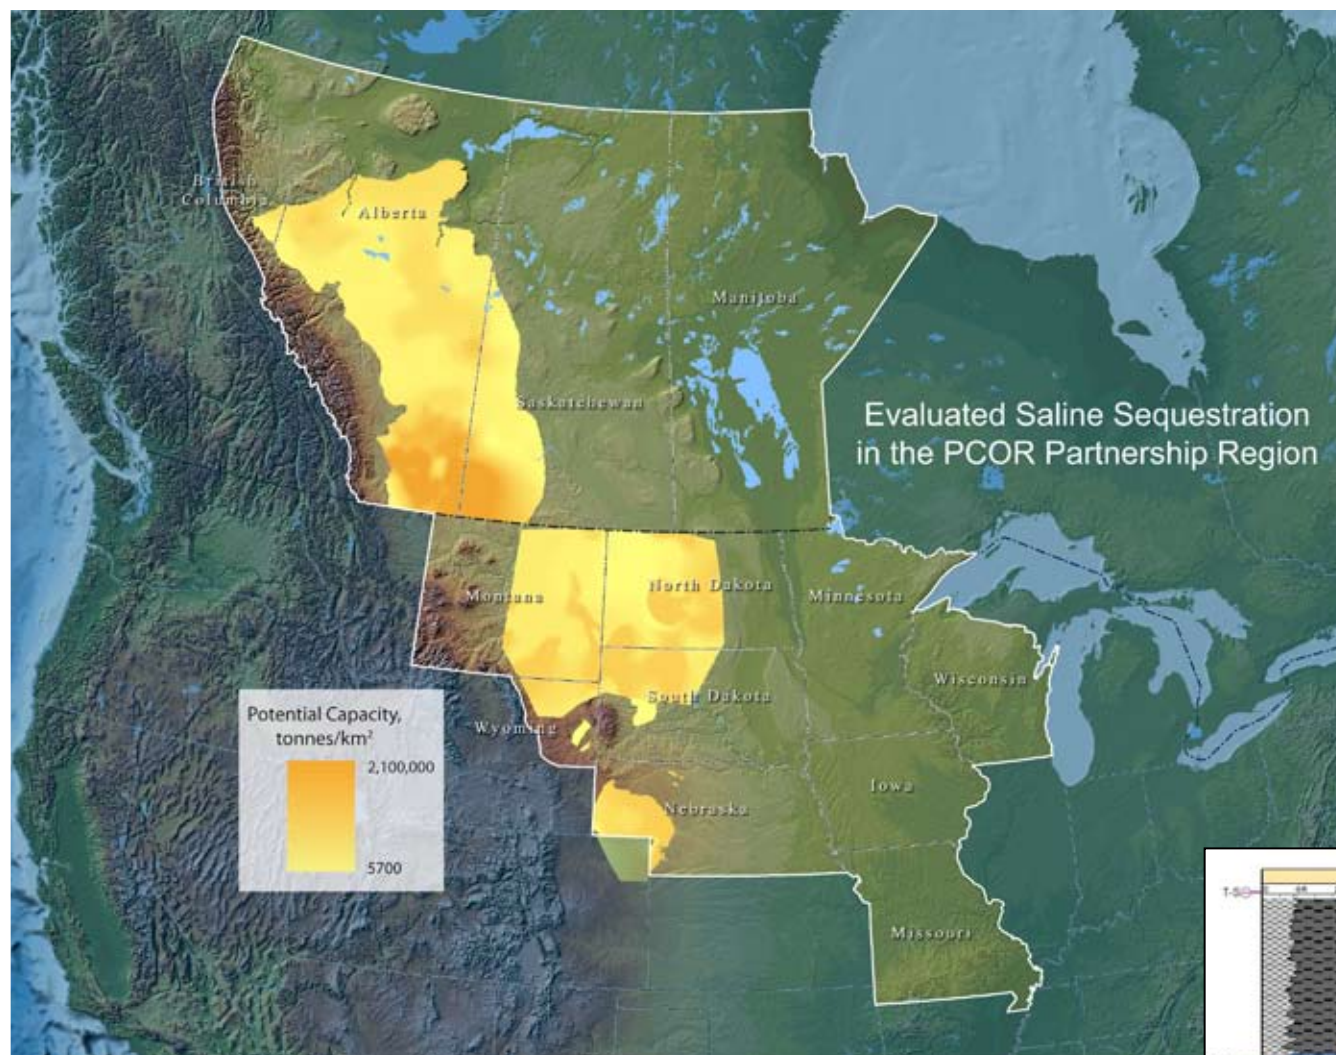 British
Columbia
Alberta
Manitoba
Saskatchewan
Evaluated Saline Sequestration
in the PCOR Partnership Region
Montana
North Dakota
Minnesota
South Dakota
Wisconsin
Wyoming
Potential Capacity,
tonnes/km²
2,100,000
5700
Nebraska
Iowa
Missouri